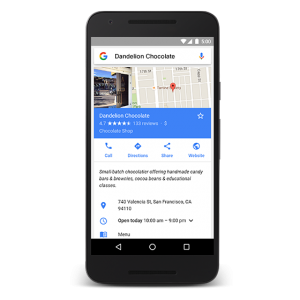 5:00
G Dandelion Chocolate
Dandelion Chocolate
4.7 ★★★★★ 133 reviews · $
Chocolate Shop
Call Directions Share Website
Small-batch chocolatier offering handmade candy
bars & brownies, cocoa beans & educational
classes.
740 Valencia St, San Francisco, CA
94110
Open today 10:00 am – 9:00 pm
Menu